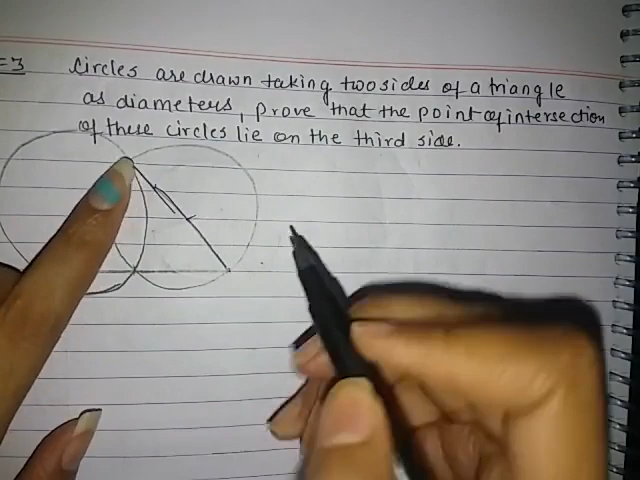 =3 Circles are drawn taking two sides of a triangle
as diameters, prove that the point of intersection
of these circles lie on the third side.